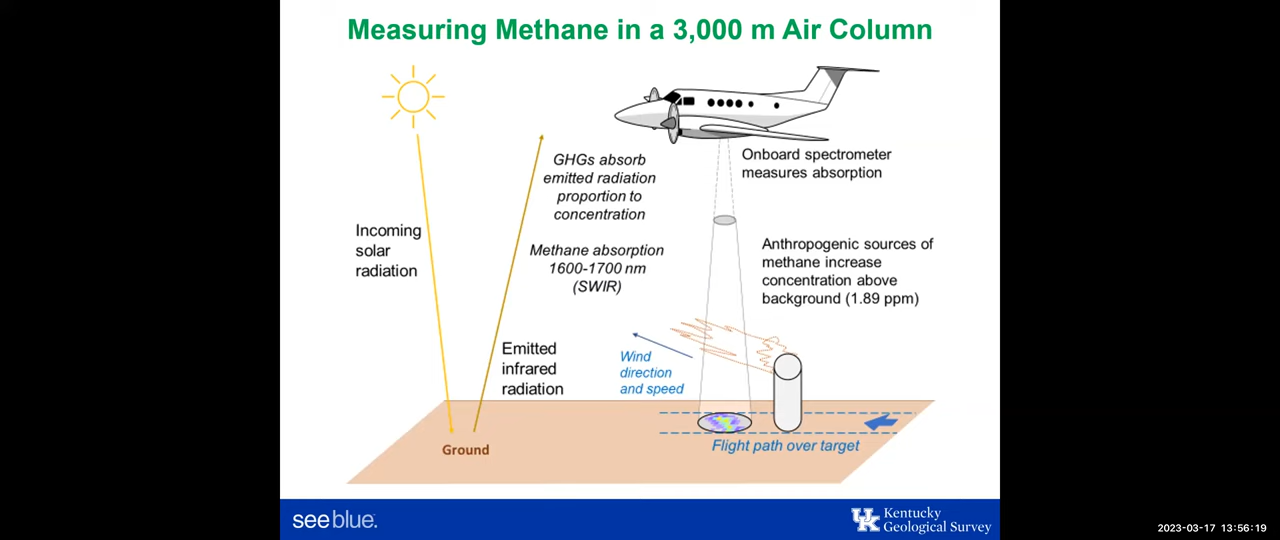 Measuring Methane in a 3,000 m Air Column
Onboard spectrometer
measures absorption
GHGs absorb
emitted radiation
proportion to
concentration
Incoming
solar
radiation
Methane absorption
1600-1700 nm
(SWIR)
Anthropogenic sources of
methane increase
concentration above
background (1.89 ppm)
Emitted
infrared
radiation
Wind
direction
and speed
Ground
Flight path over target
seeblue.
UK
Kentucky
Geological Survey
2023-03-17 13:56:19